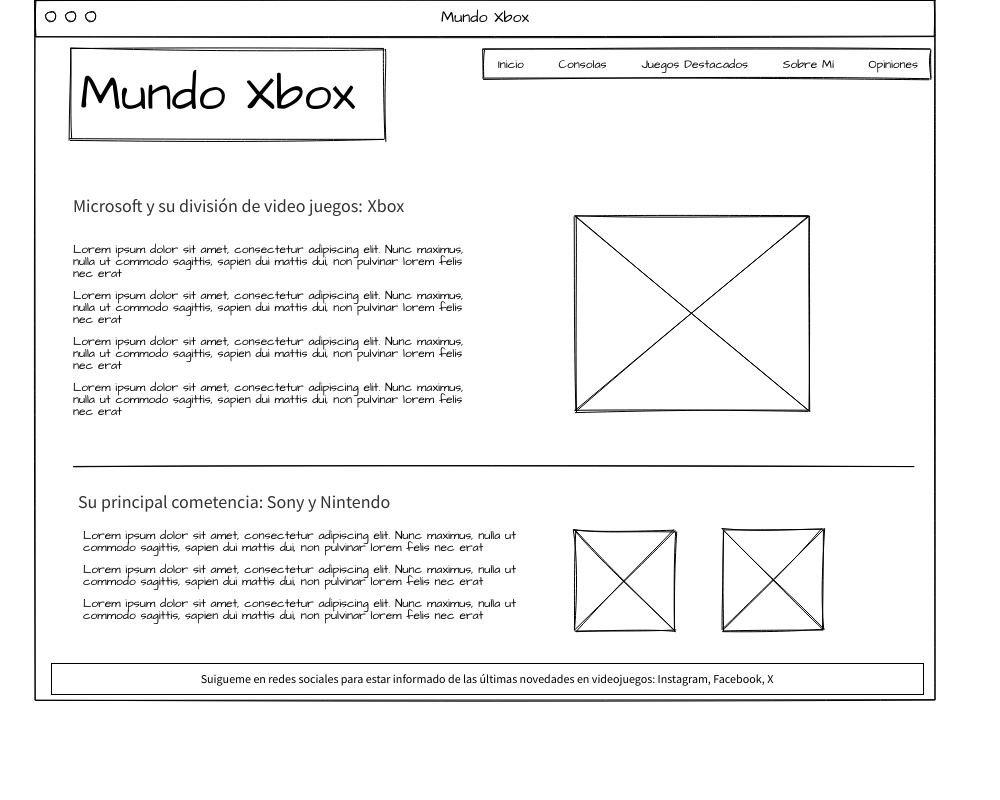 Mundo Xbox
Mundo Xbox
Inicio Consolas Juegos Destacados Sobre Mi Opiniones
Microsoft y su división de video juegos: Xbox
Lorem ipsum dolor sit amet, consectetur adipiscing elit. Nunc maximus,
nulla ut commodo sagittis, sapien dui mattis dui, non pulvinar lorem felis
nec erat
Lorem ipsum dolor sit amet, consectetur adipiscing elit. Nunc maximus,
nulla ut commodo sagittis, sapien dui mattis dui, non pulvinar lorem felis
nec erat
Lorem ipsum dolor sit amet, consectetur adipiscing elit. Nunc maximus,
nulla ut commodo sagittis, sapien dui mattis dui, non pulvinar lorem felis
nec erat
Lorem ipsum dolor sit amet, consectetur adipiscing elit. Nunc maximus,
nulla ut commodo sagittis, sapien dui mattis dui, non pulvinar lorem felis
nec erat
Su principal cometencia: Sony y Nintendo
Lorem ipsum dolor sit amet, consectetur adipiscing elit. Nunc maximus, nulla ut
commodo sagittis, sapien dui mattis dui, non pulvinar lorem felis nec erat
Lorem ipsum dolor sit amet, consectetur adipiscing elit. Nunc maximus, nulla ut
commodo sagittis, sapien dui mattis dui, non pulvinar lorem felis nec erat
Lorem ipsum dolor sit amet, consectetur adipiscing elit. Nunc maximus, nulla ut
commodo sagittis, sapien dui mattis dui, non pulvinar lorem felis nec erat
Suigueme en redes sociales para estar informado de las últimas novedades en videojuegos: Instagram, Facebook, X